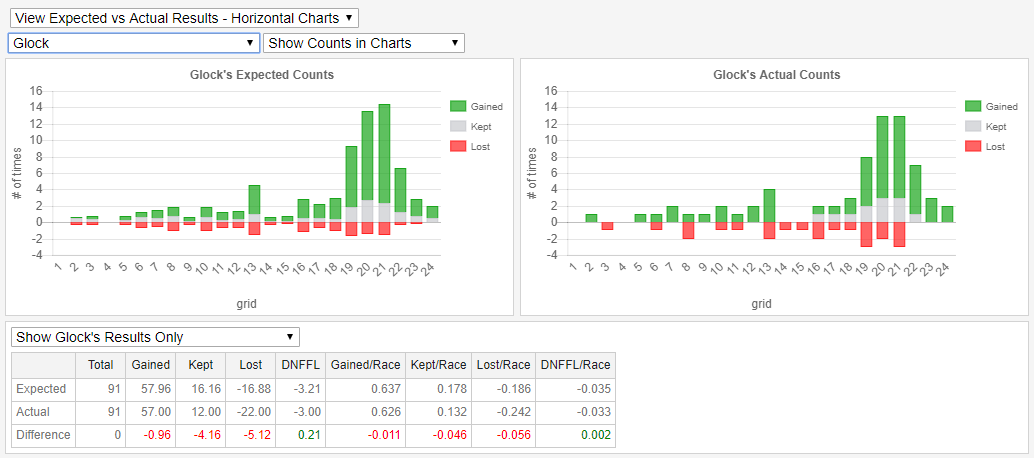 View Expected vs Actual Results - Horizontal Charts
Glock Show Counts in Charts
Glock's Expected Counts
16
14
12
10
8
6
4
2
0
-2
-4
# of times
1 2 3 4 5 6 7 8 9 10 11 12 13 14 15 16 17 18 19 20 21 22 23 24
grid
Gained
Kept
Lost
Glock's Actual Counts
16
14
12
10
8
6
4
2
0
-2
-4
# of times
1 2 3 4 5 6 7 8 9 10 11 12 13 14 15 16 17 18 19 20 21 22 23 24
grid
Gained
Kept
Lost
Show Glock's Results Only
Total Gained Kept Lost DNFFL Gained/Race Kept/Race Lost/Race DNFFL/Race
Expected 91 57.96 16.16 -16.88 -3.21 0.637 0.178 -0.186 -0.035
Actual 91 57.00 12.00 -22.00 -3.00 0.626 0.132 -0.242 -0.033
Difference 0 -0.96 -4.16 -5.12 0.21 -0.011 -0.046 -0.056 0.002